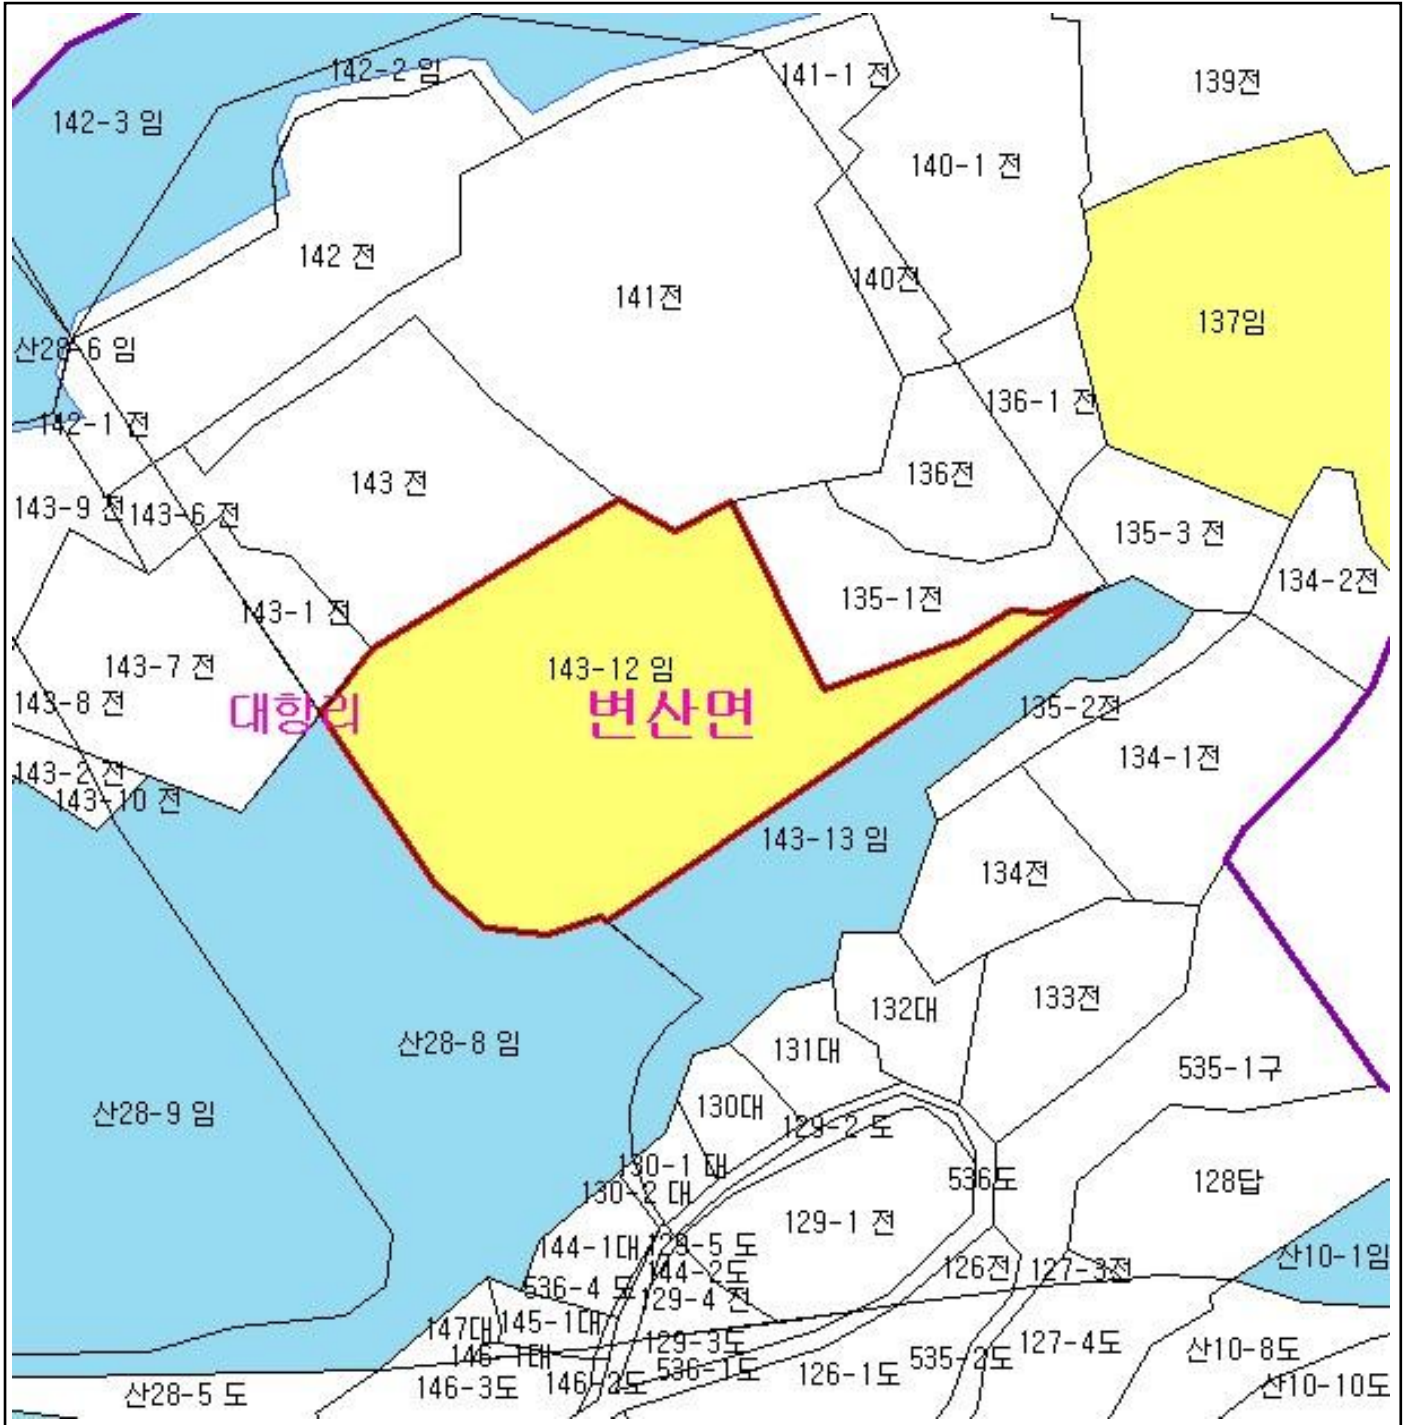 142-2 임
141-1 전
139전
142-3 임
140-1 전
142 전
140전
141전
137임
산28-6 임
136-1 전
142-1 전
136전
143 전
143-9 전
143-6 전
135-3 전
134-2전
135-1전
143-1 전
143-7 전
143-12 임
143-8 전
대항리
변산면
135-2전
134-1전
143-2 전
143-10 전
143-13 임
134전
133전
132대
산28-8 임
131대
535-1구
산28-9 임
130대
129-2 도
130-1 대
536도
128답
130-2 대
129-1 전
144-1대
129-5 도
산10-1임
144-2도
126전
127-3전
536-4 도
129-4 전
145-1대
147대
129-3도
127-4도
산10-8도
146-1대
535-2도
536-1도
126-1도
146-3도
146-2도
산10-10도
산28-5 도